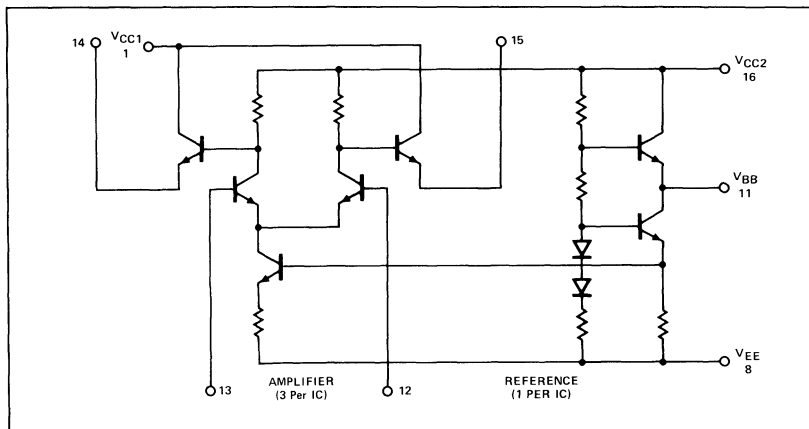 14
VCC1
1
15
VCC2
16
VBB
11
VEE
8
13
AMPLIFIER
(3 Per IC)
12
REFERENCE
(1 PER IC)